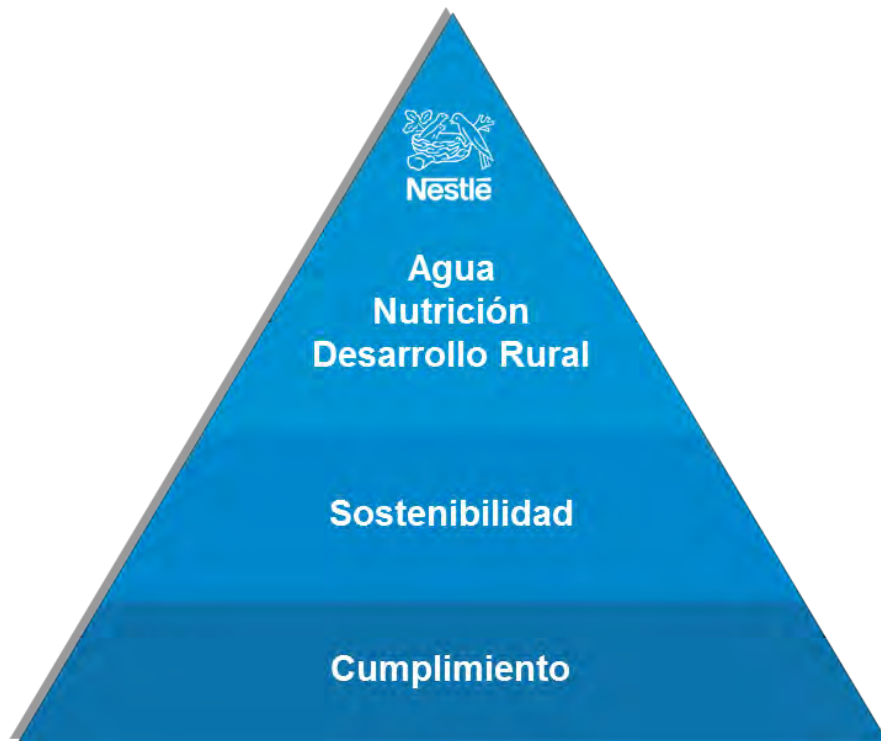 Nestlé
Agua
Nutrición
Desarrollo Rural
Sostenibilidad
Cumplimiento